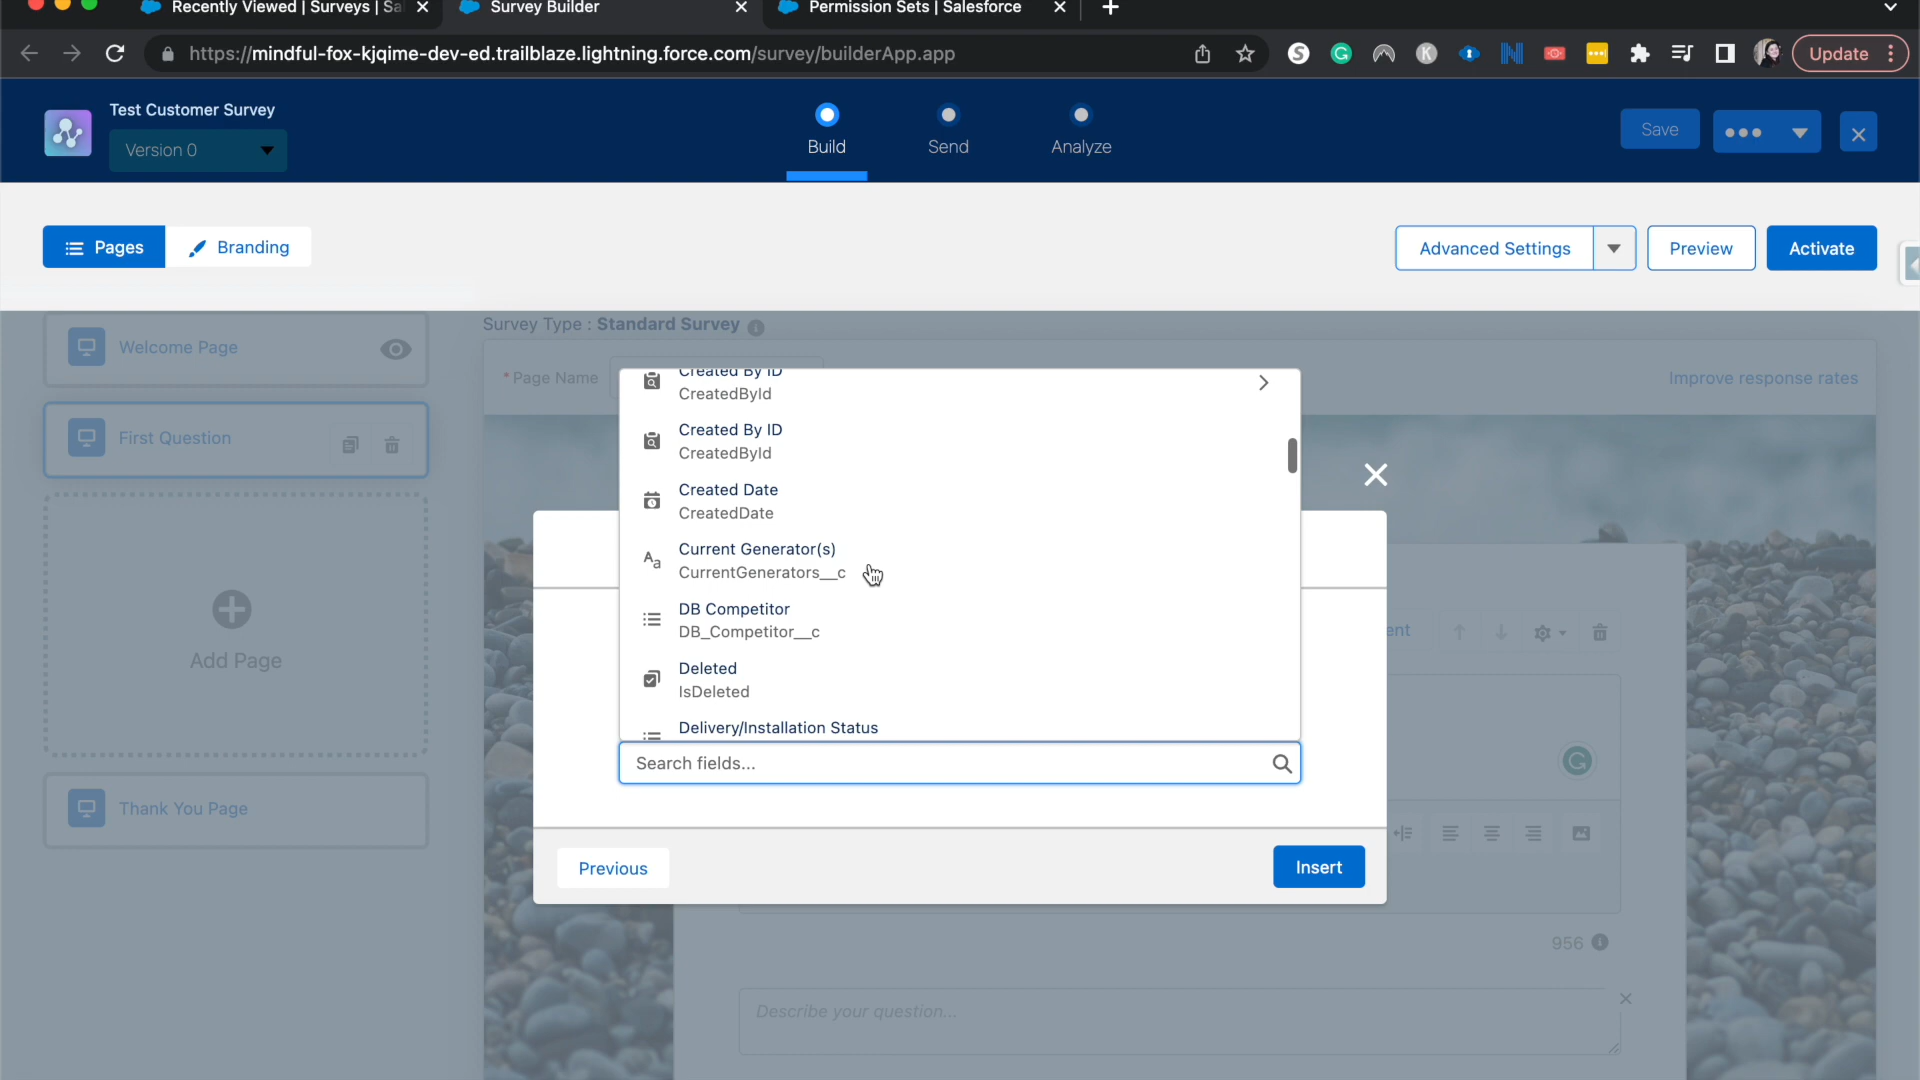 Recently Viewed | Surveys | Sa
Survey Builder
Permission Sets | Salesforce
https://mindful-fox-kjqime-dev-ed.trailblaze.lightning.force.com/survey/builderApp.app
Update
Test Customer Survey
Version 0
Build
Send
Analyze
Save
Pages
Branding
Advanced Settings
Preview
Activate
Survey Type : Standard Survey
Welcome Page
* Page Name
Improve response rates
First Question
Add Page
Thank You Page
Created By ID
CreatedById
Created By ID
CreatedById
Created Date
CreatedDate
Current Generator(s)
CurrentGenerators__c
DB Competitor
DB_Competitor__c
Deleted
IsDeleted
Delivery/Installation Status
Search fields...
Previous
Insert
ent
956
Describe your question...